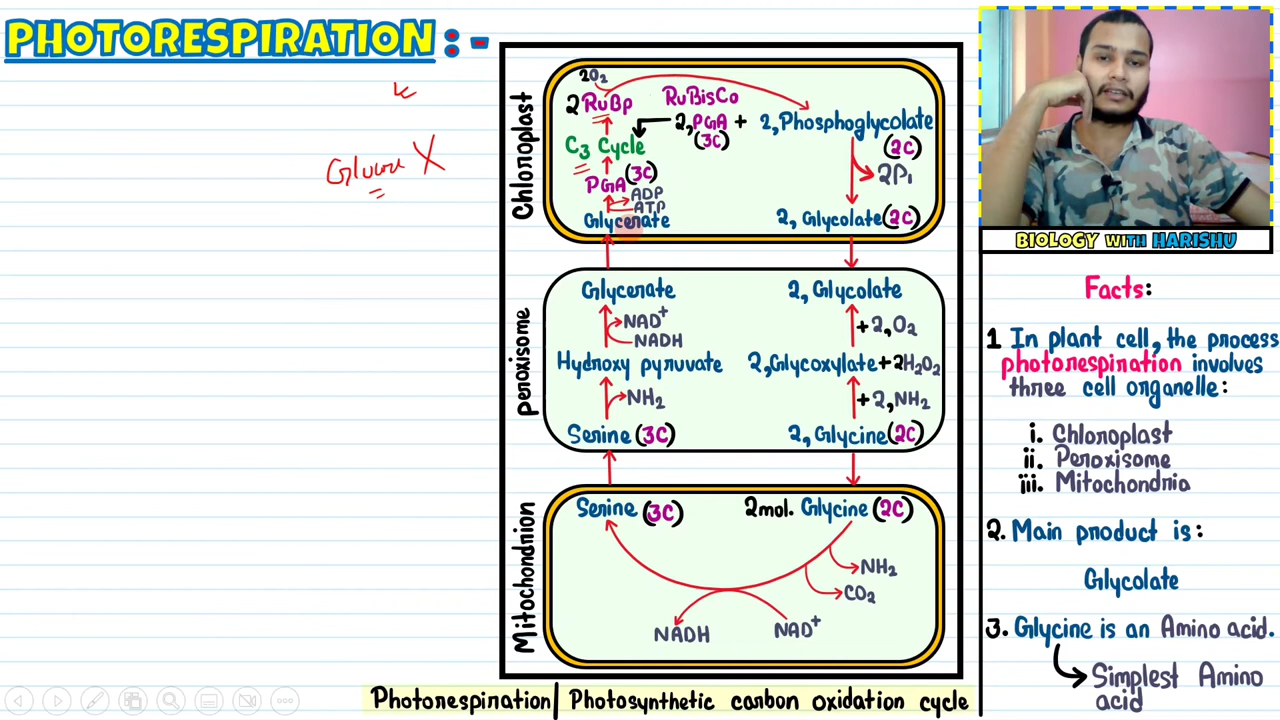 PHOTORESPIRATION:-
Glucose X
Chloroplast
2O₂
2 RuBp
RuBisCo
2,PGA +
(3C)
2,Phosphoglycolate
(2C)
C₃ Cycle
2Pi
PGA(3C)
ADP
ATP
Glycerate
2, Glycolate(2C)
peroxisome
Glycerate
2, Glycolate
NAD⁺
NADH
+2,O₂
Hydroxy pyruvate
2,Glycoxylate+2H₂O₂
NH₂
+2,NH₂
Serine (3C)
2, Glycine(2C)
Mitochondrion
Serine (3C)
2mol. Glycine (2C)
NH₂
CO₂
NADH
NAD⁺
Photorespiration/Photosynthetic carbon oxidation cycle
BIOLOGY WITH HARISHU
Facts:
1 In plant cell, the process
photorespiration involves
three cell organelle:
i. Chloroplast
ii. Peroxisome
iii. Mitochondria
2. Main product is:
Glycolate
3. Glycine is an Amino acid.
Simplest Amino
acid